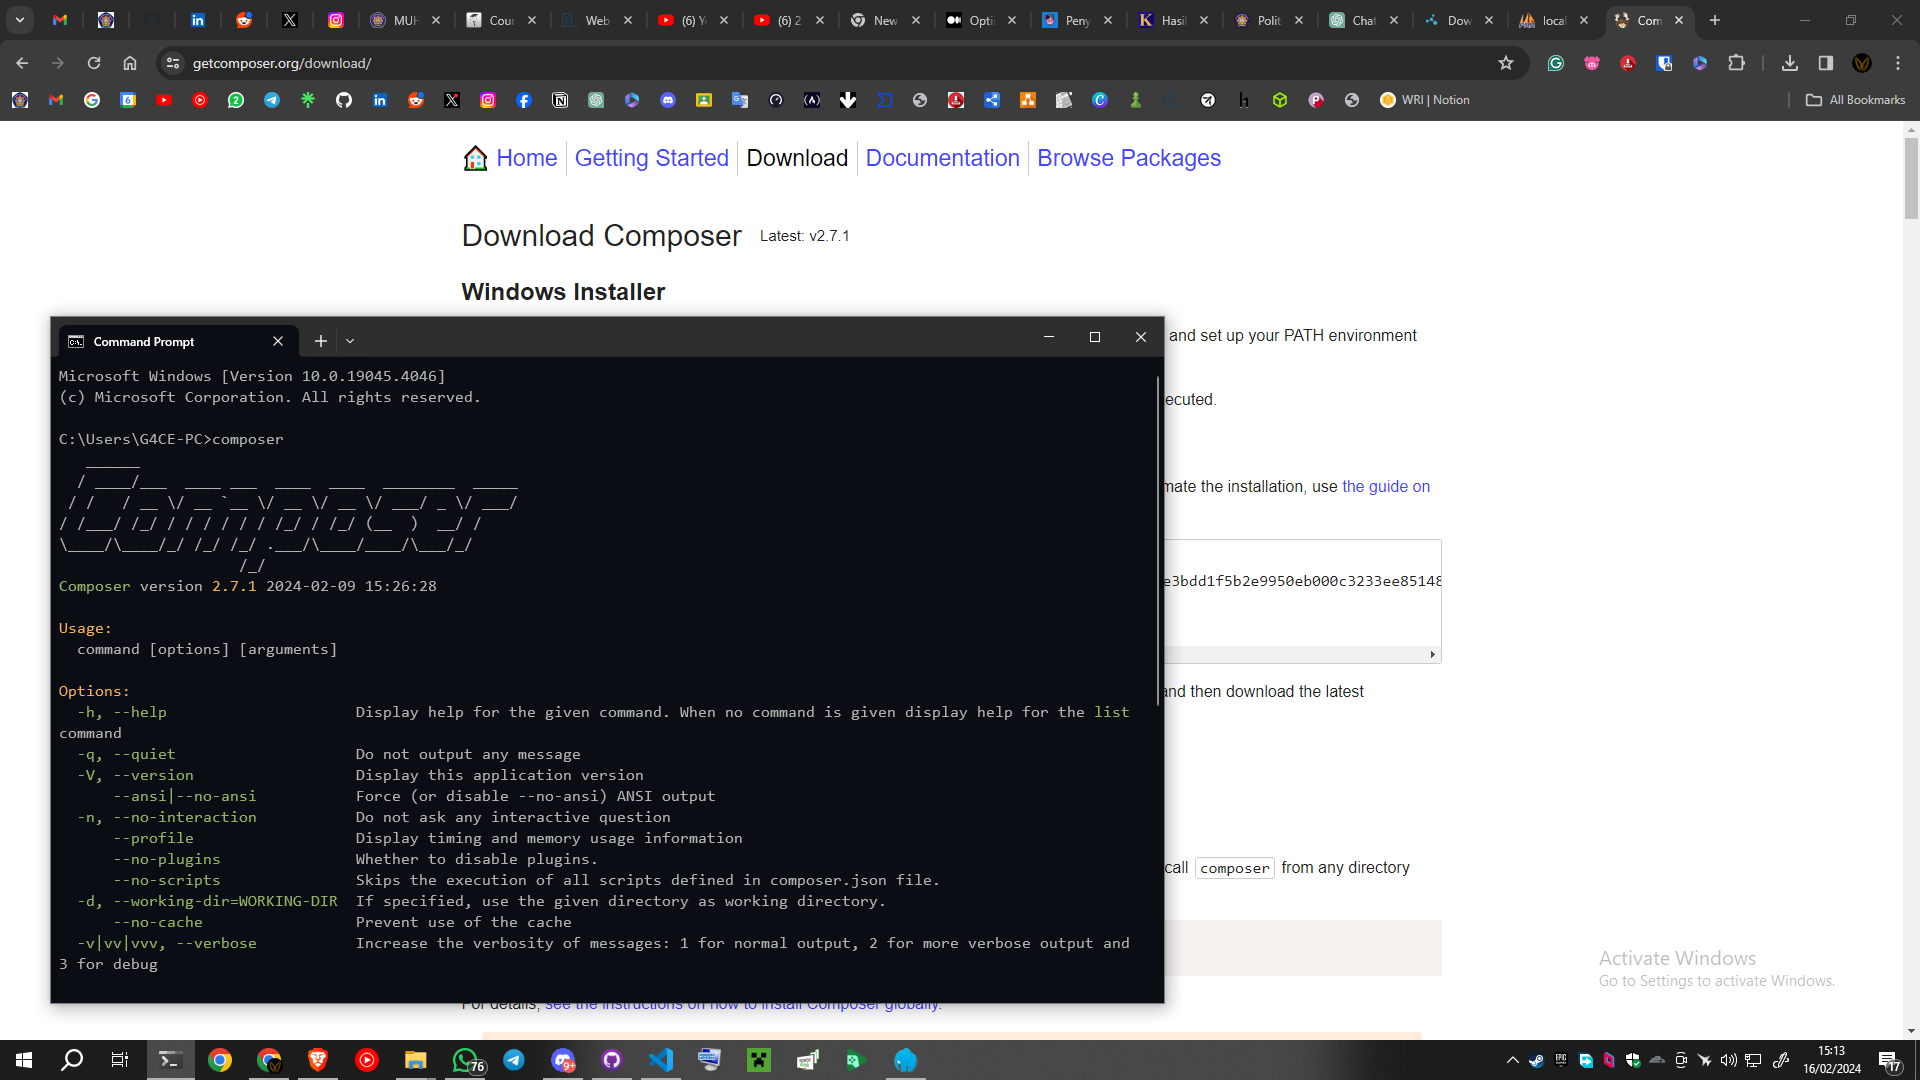 MUH
Cour
Web
(6) Y
(6) 2
New
Opti
Peny
Hasil
Polit
Chat
Dow
local
Com
getcomposer.org/download/
WRI | Notion
All Bookmarks
Home
Getting Started
Download
Documentation
Browse Packages
Download Composer
Latest: v2.7.1
Windows Installer
and set up your PATH environment
ecuted.
mate the installation, use the guide on
e3bdd1f5b2e9950eb000c3233ee85148
and then download the latest
call composer from any directory
For details, see the instructions on how to install Composer globally.
Command Prompt
Microsoft Windows [Version 10.0.19045.4046]
(c) Microsoft Corporation. All rights reserved.
C:\Users\G4CE-PC>composer
Composer
Composer version 2.7.1 2024-02-09 15:26:28
Usage:
command [options] [arguments]
Options:
-h, --help Display help for the given command. When no command is given display help for the list
command
-q, --quiet Do not output any message
-V, --version Display this application version
--ansi|--no-ansi Force (or disable --no-ansi) ANSI output
-n, --no-interaction Do not ask any interactive question
--profile Display timing and memory usage information
--no-plugins Whether to disable plugins.
--no-scripts Skips the execution of all scripts defined in composer.json file.
-d, --working-dir=WORKING-DIR If specified, use the given directory as working directory.
--no-cache Prevent use of the cache
-v|vv|vvv, --verbose Increase the verbosity of messages: 1 for normal output, 2 for more verbose output and
3 for debug
Activate Windows
Go to Settings to activate Windows.
76
9+
15:13
16/02/2024
17